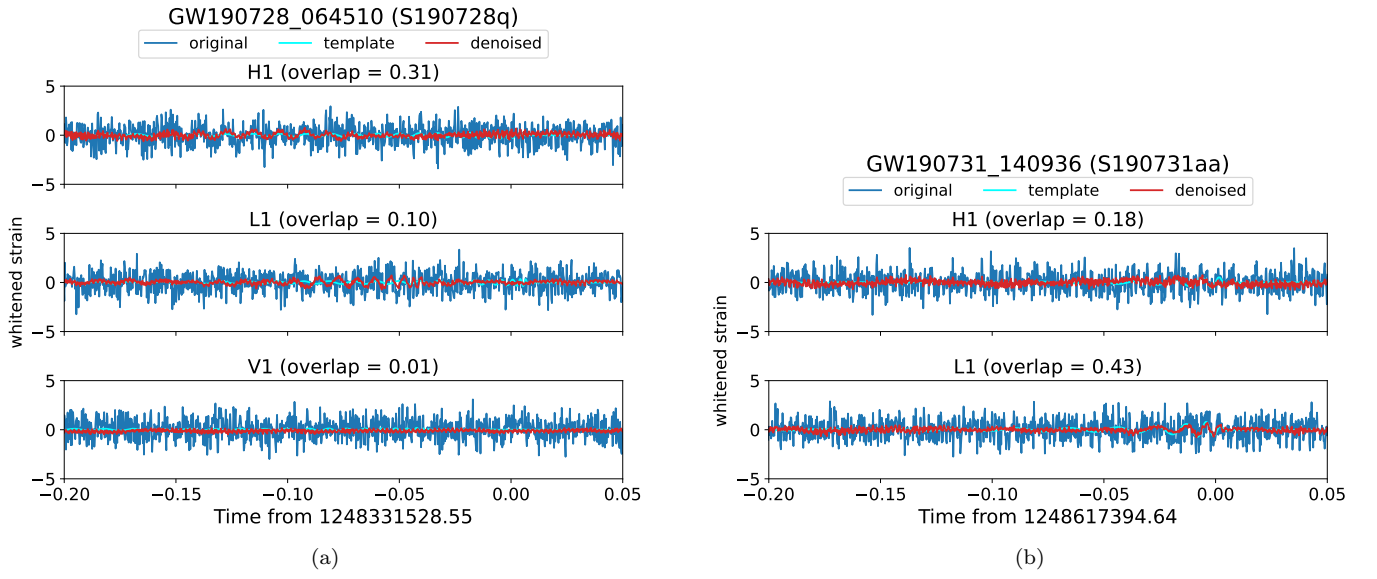 GW190728_064510 (S190728q)
original template denoised
H1 (overlap = 0.31)
5
0
−5
L1 (overlap = 0.10)
5
0
−5
V1 (overlap = 0.01)
5
0
−5
−0.20 −0.15 −0.10 −0.05 0.00 0.05
Time from 1248331528.55
whitened strain
(a)
GW190731_140936 (S190731aa)
original template denoised
H1 (overlap = 0.18)
5
0
−5
L1 (overlap = 0.43)
5
0
−5
−0.20 −0.15 −0.10 −0.05 0.00 0.05
Time from 1248617394.64
whitened strain
(b)